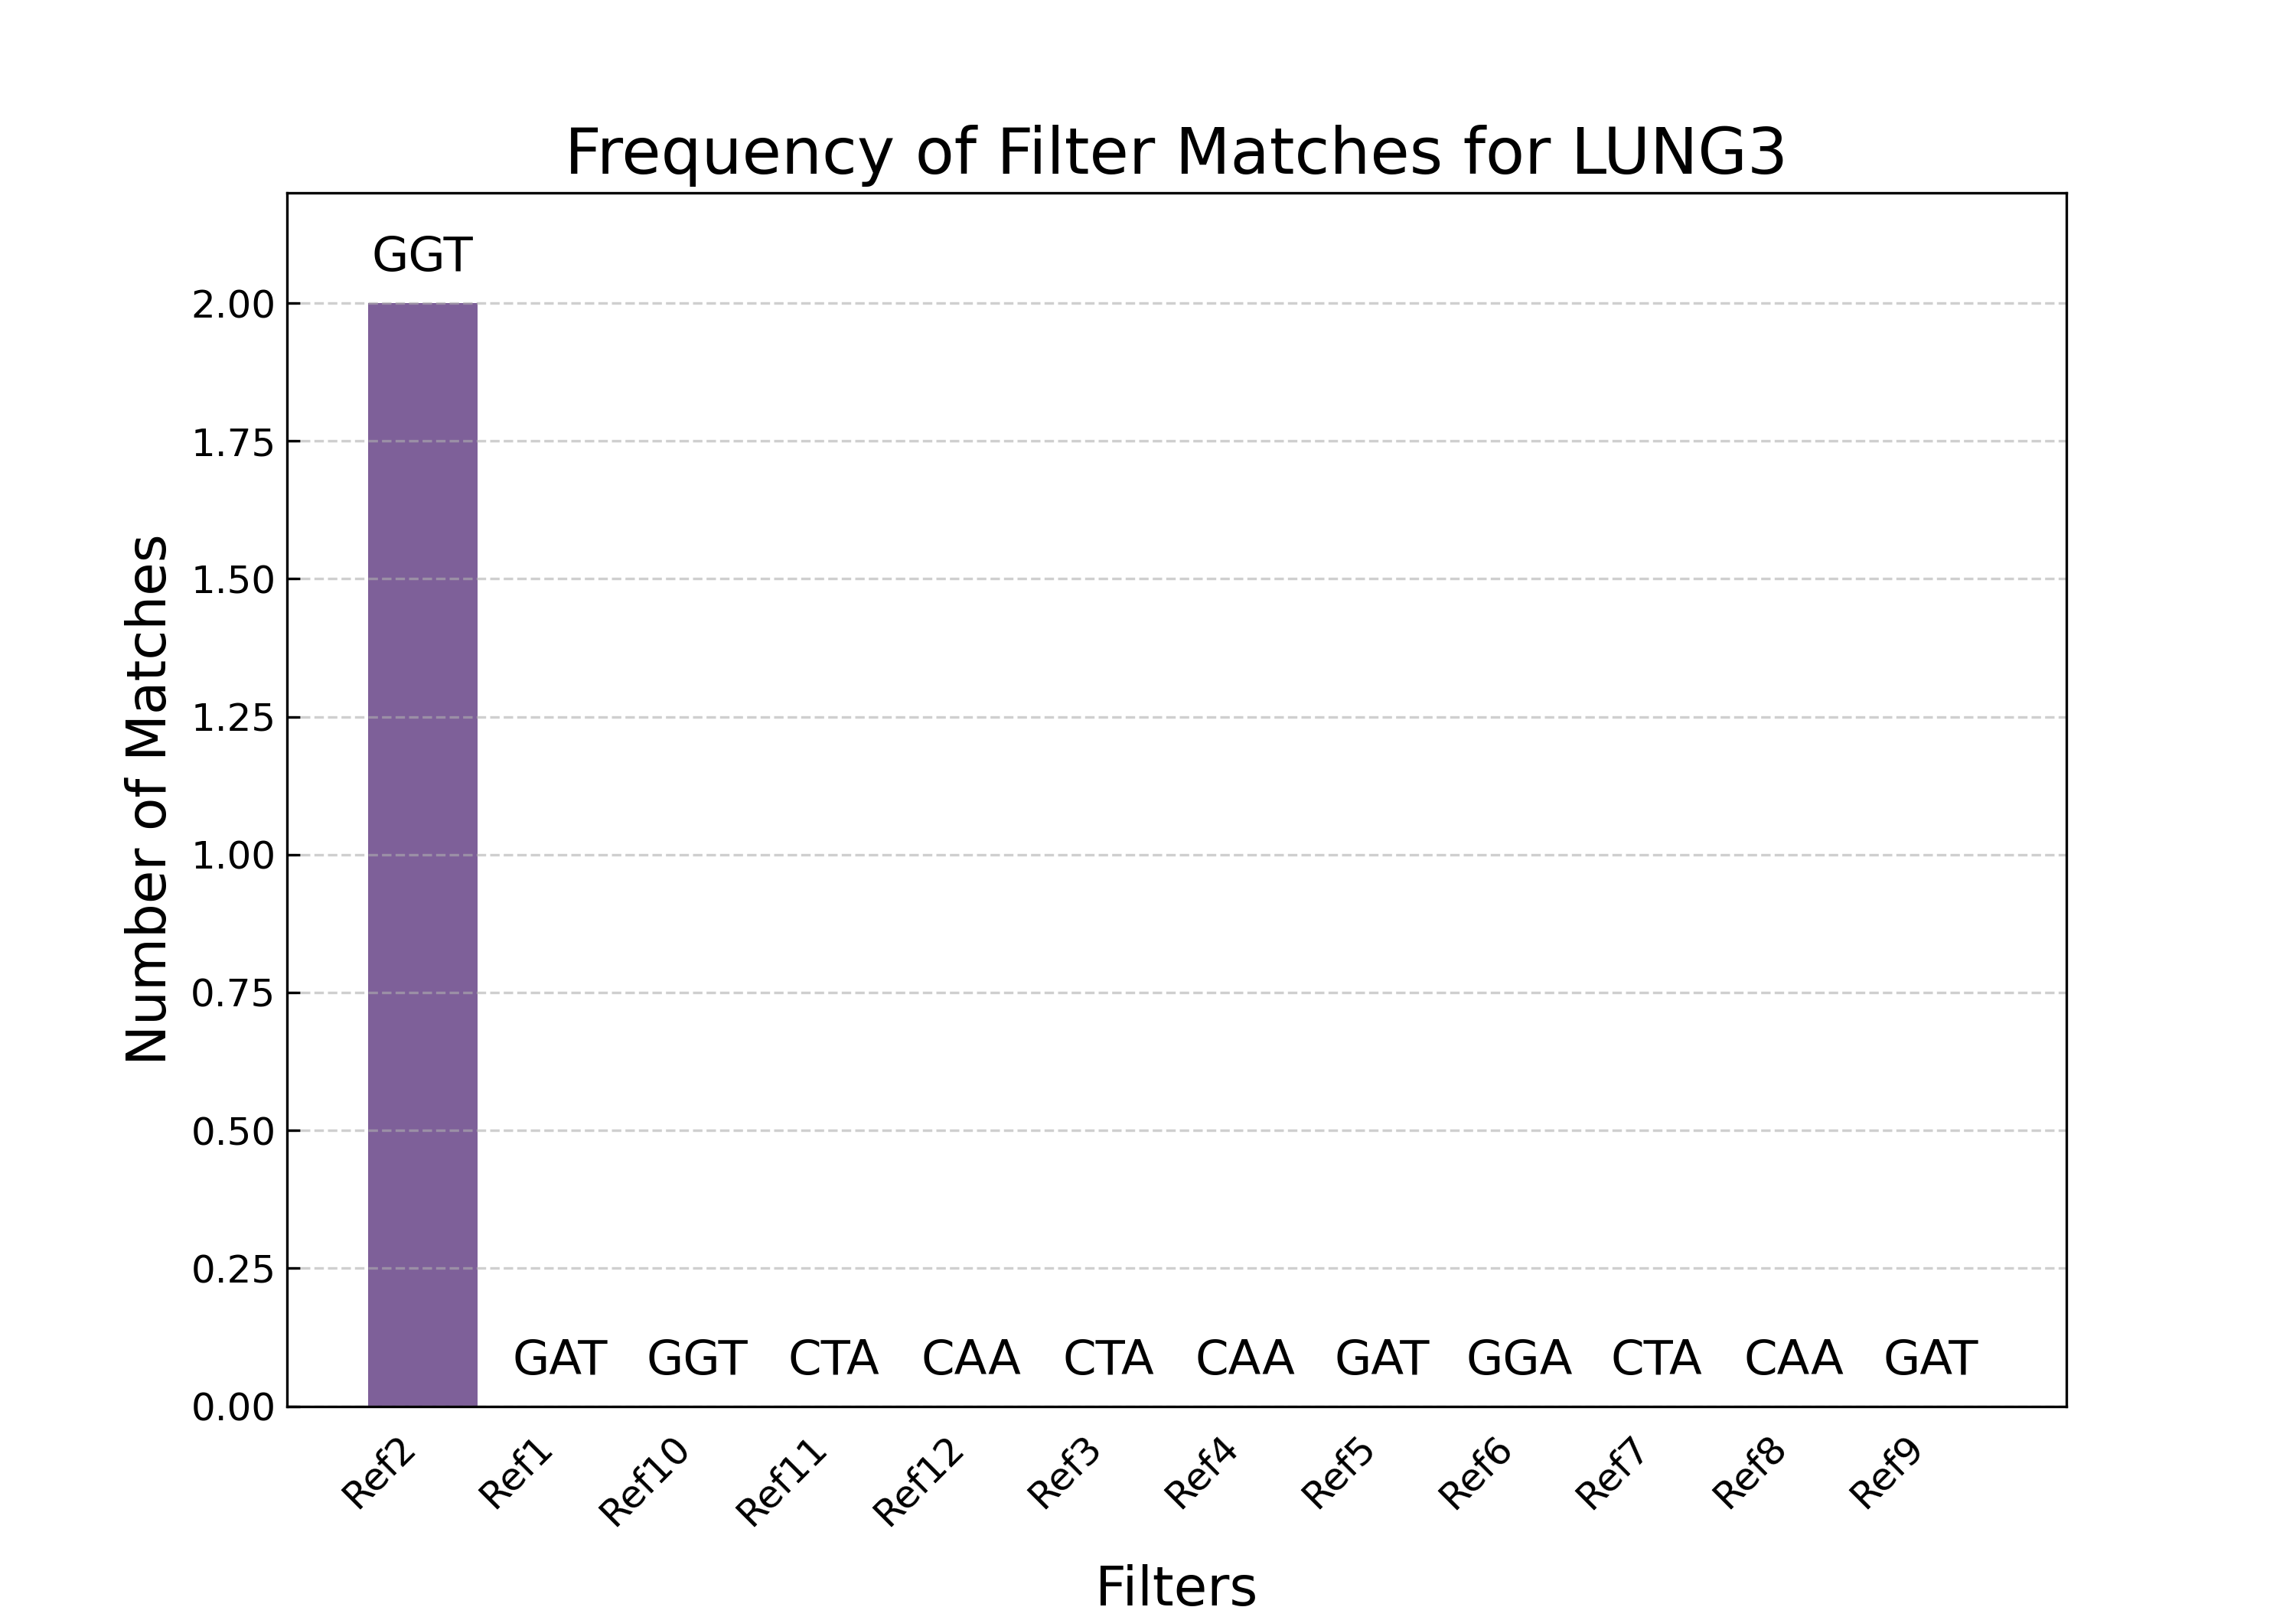 Frequency of Filter Matches for LUNG3
Number of Matches
2.00
1.75
1.50
1.25
1.00
0.75
0.50
0.25
0.00
GGT
GAT GGT CTA CAA CTA CAA GAT GGA CTA CAA GAT
Ref2 Ref1 Ref10 Ref11 Ref12 Ref3 Ref4 Ref5 Ref6 Ref7 Ref8 Ref9
Filters